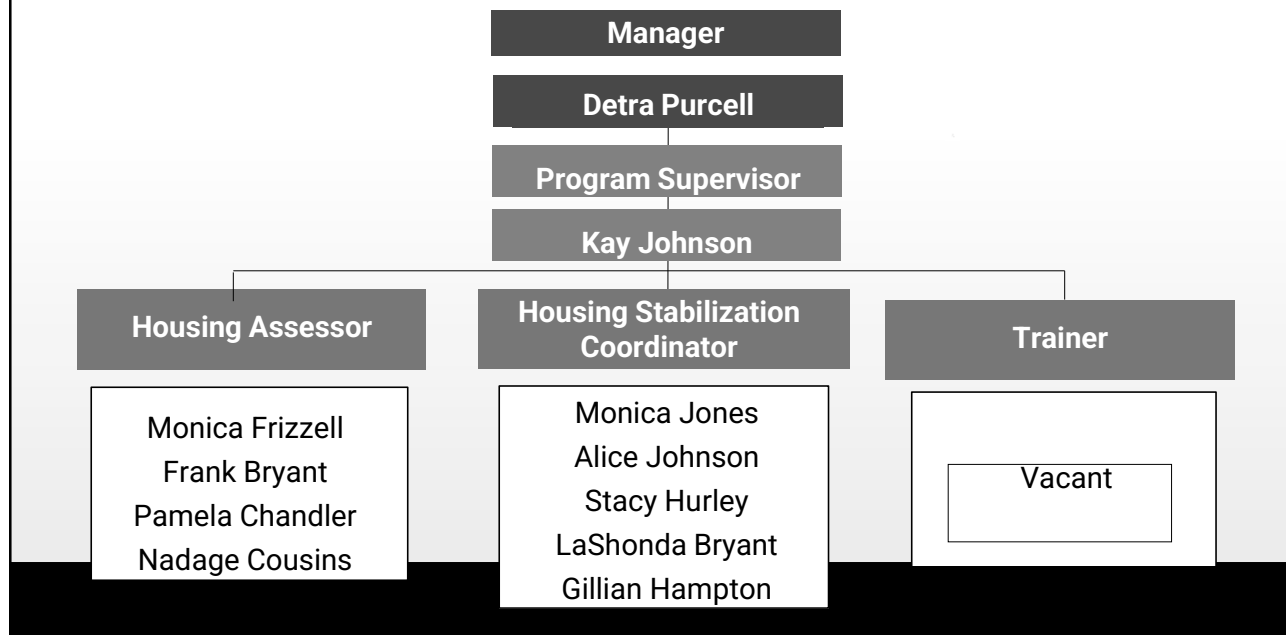 Manager
Detra Purcell
Program Supervisor
Kay Johnson
Housing Assessor
Monica Frizzell
Frank Bryant
Pamela Chandler
Nadage Cousins
Housing Stabilization
Coordinator
Monica Jones
Alice Johnson
Stacy Hurley
LaShonda Bryant
Gillian Hampton
Trainer
Vacant